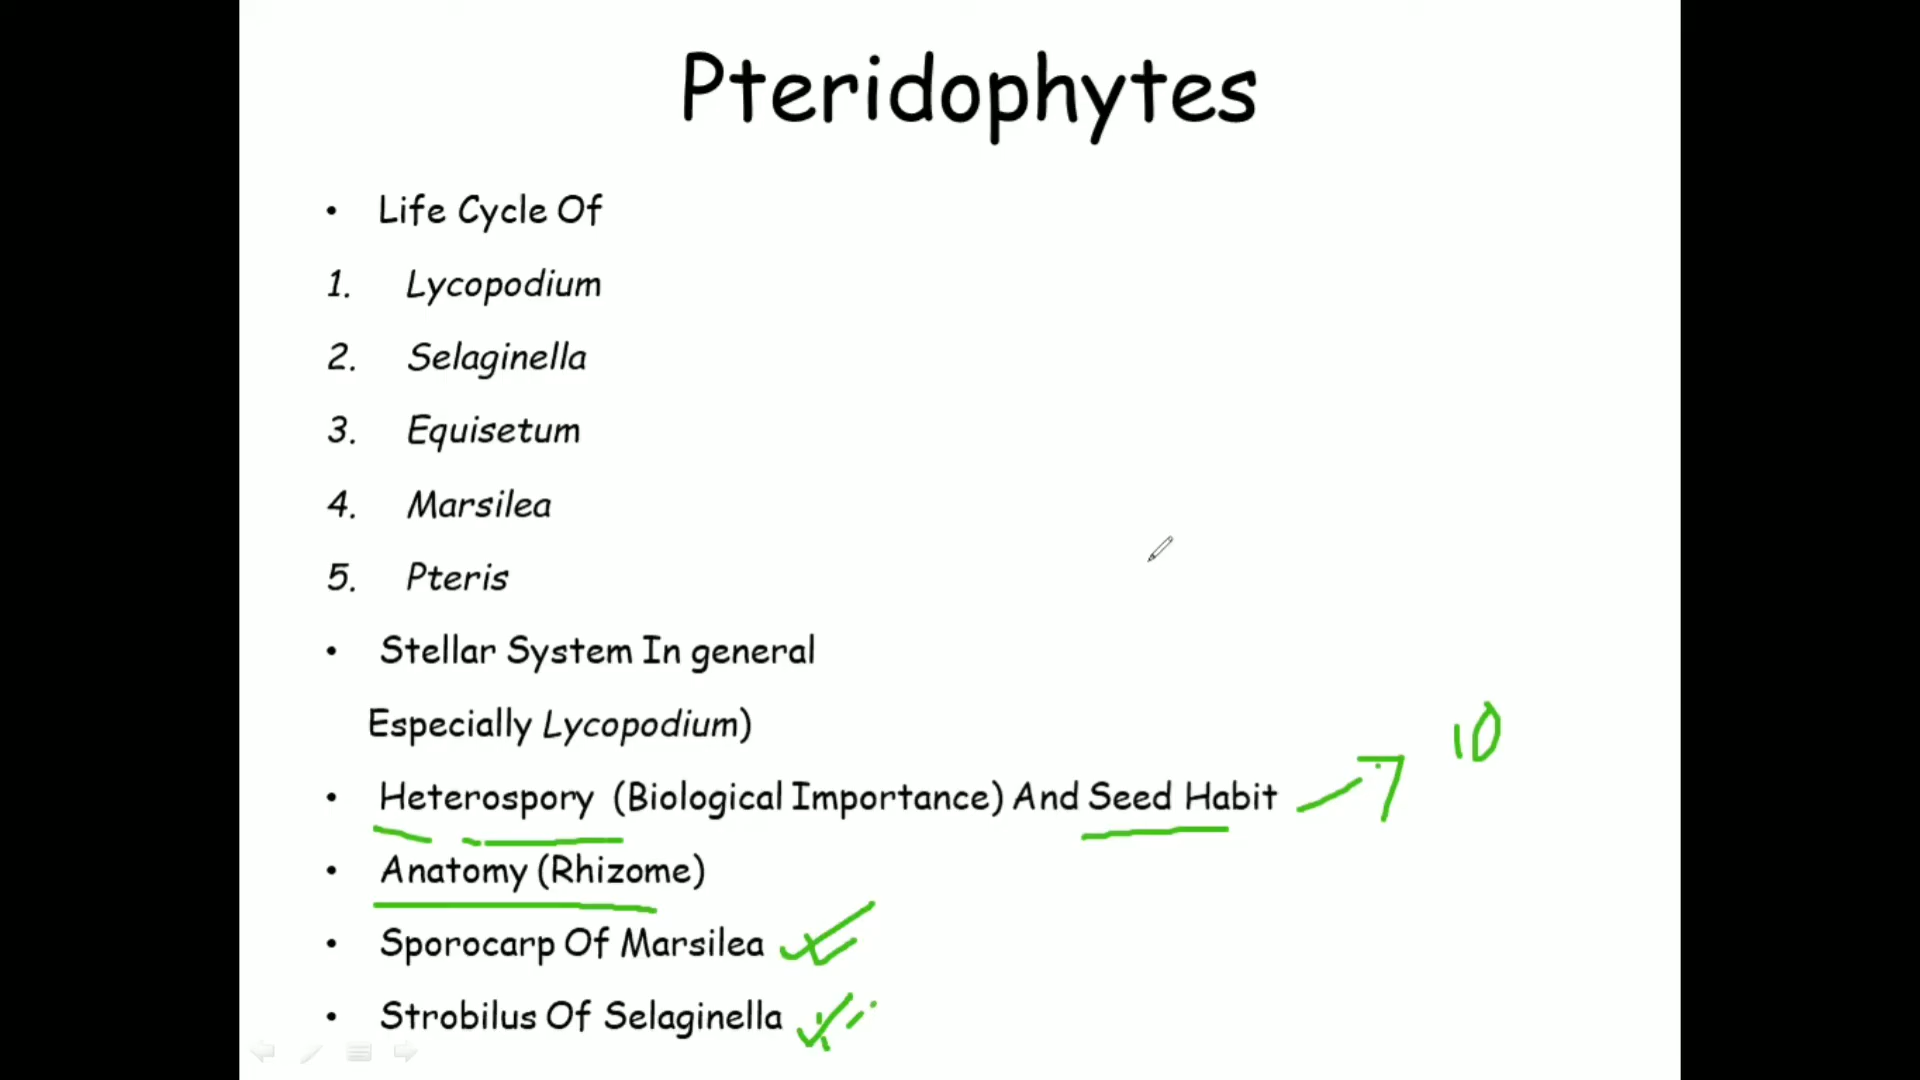 Pteridophytes
• Life Cycle Of
1. Lycopodium
2. Selaginella
3. Equisetum
4. Marsilea
5. Pteris
• Stellar System In general
Especially Lycopodium)
• Heterospory (Biological Importance) And Seed Habit
10
• Anatomy (Rhizome)
• Sporocarp Of Marsilea
• Strobilus Of Selaginella